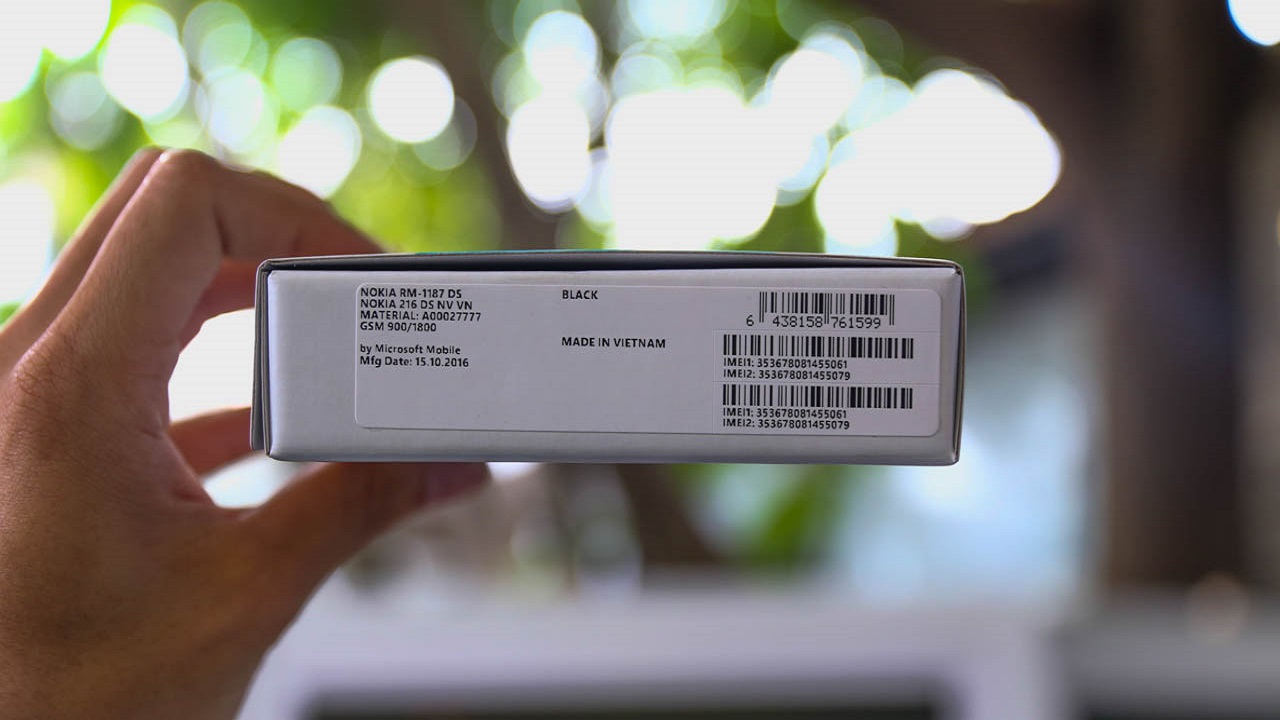 NOKIA RM-1187 DS
NOKIA 216 DS NV VN
MATERIAL: A00027777
GSM 900/1800
by Microsoft Mobile
Mfg Date: 15.10.2016
BLACK
MADE IN VIETNAM
6 438158 761599
IMEI1: 353678081455061
IMEI2: 353678081455079
IMEI1: 353678081455061
IMEI2: 353678081455079